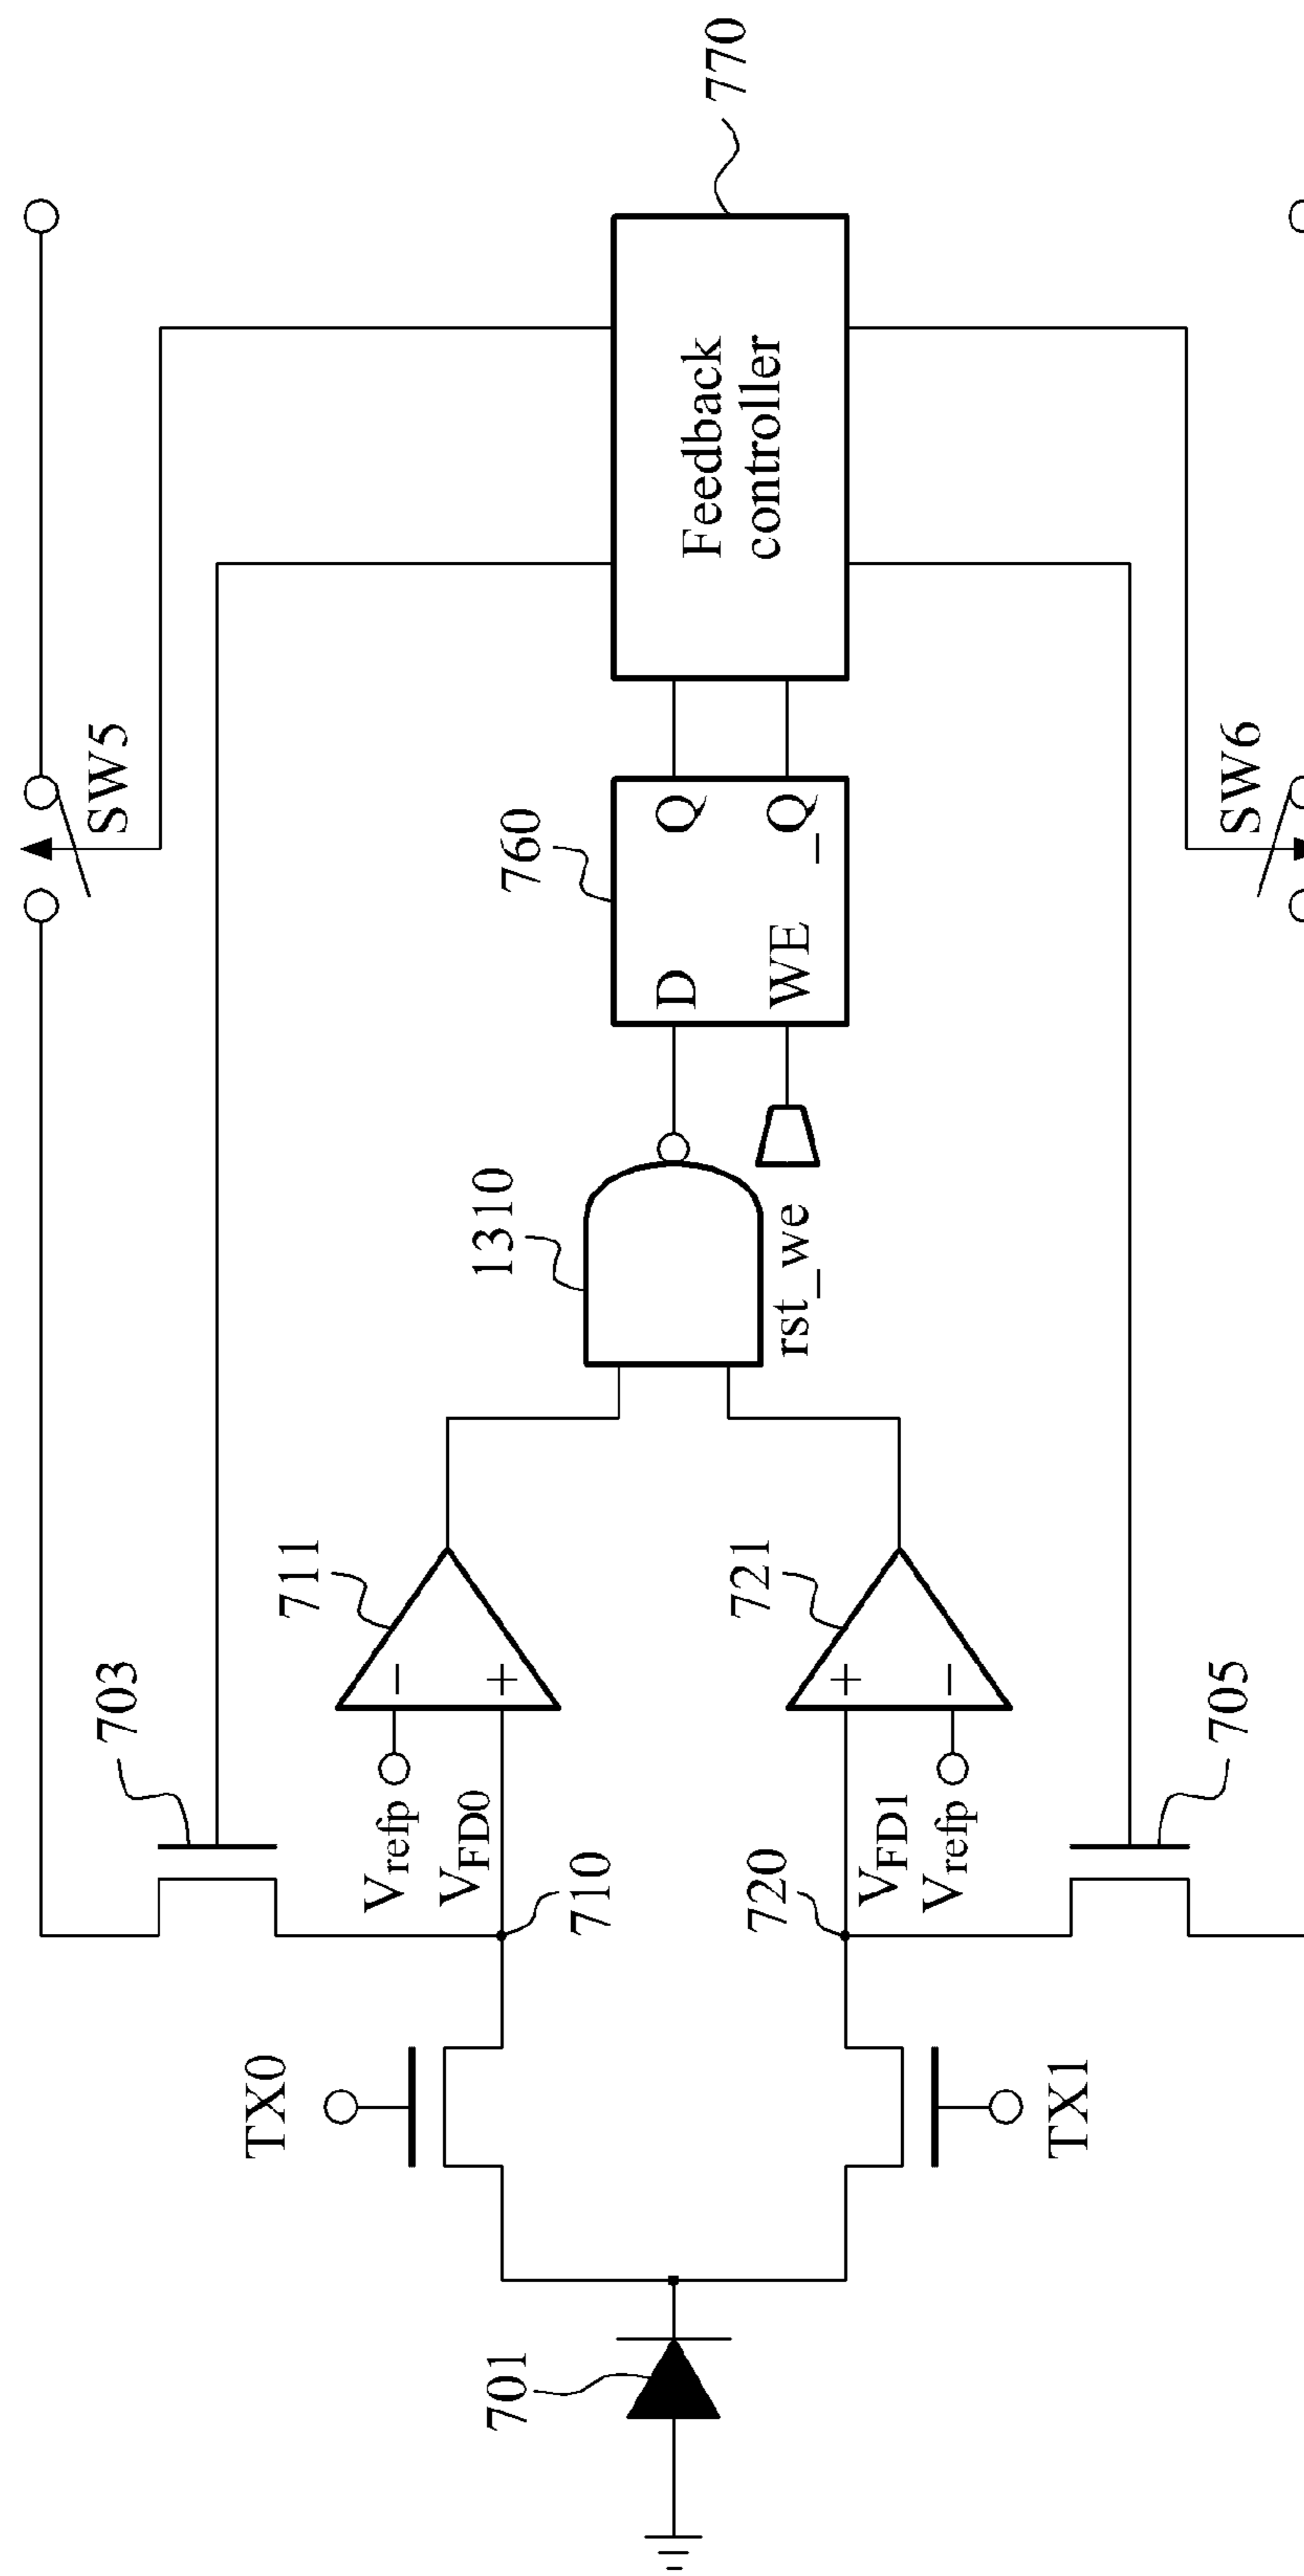 SW5
770
703
711
1310
760
Feedback
controller
D
Q
WE
_Q
rst_we
TX0
Vrefp
VFD0
710
701
720
VFD1
Vrefp
721
TX1
705
SW6